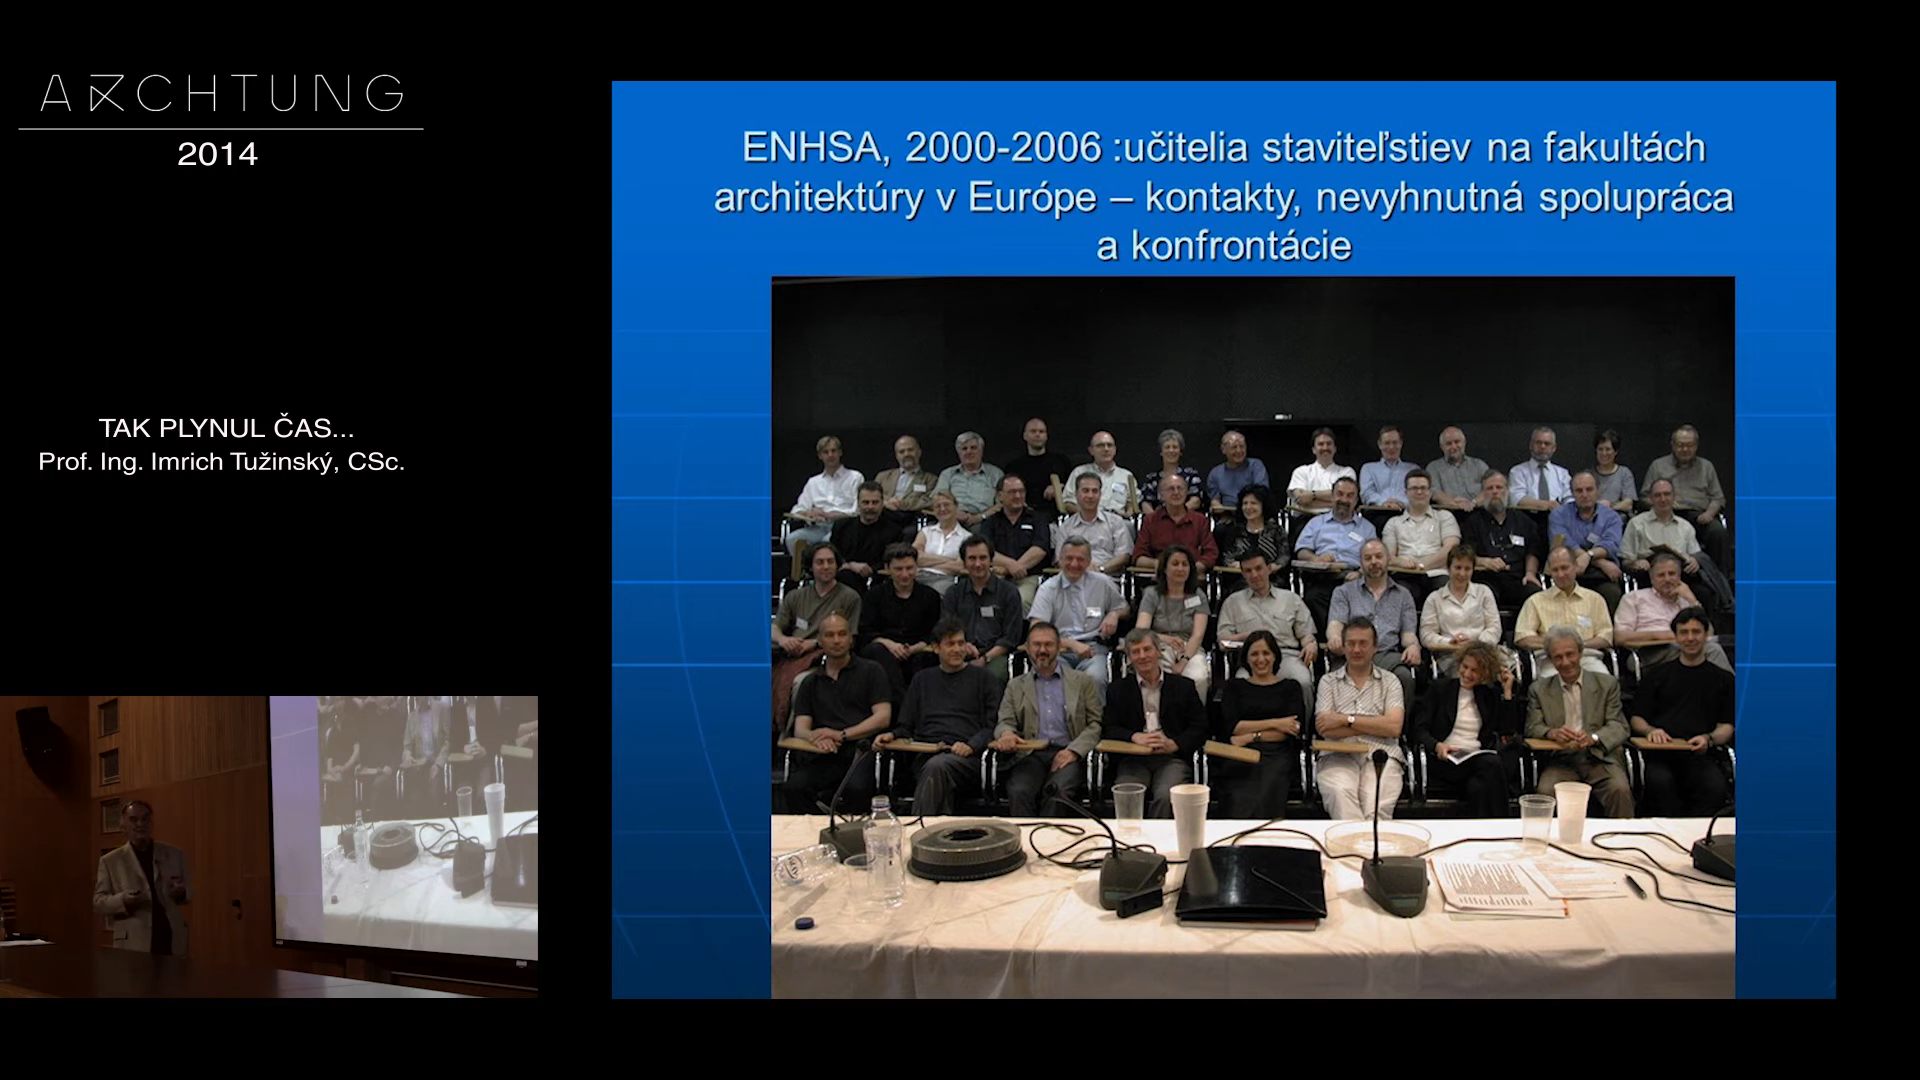 ARCHTUNG
2014
TAK PLYNUL ČAS...
Prof. Ing. Imrich Tužinský, CSc.
ENHSA, 2000-2006 :učitelia staviteľstiev na fakultách
architektúry v Európe – kontakty, nevyhnutná spolupráca
a konfrontácie